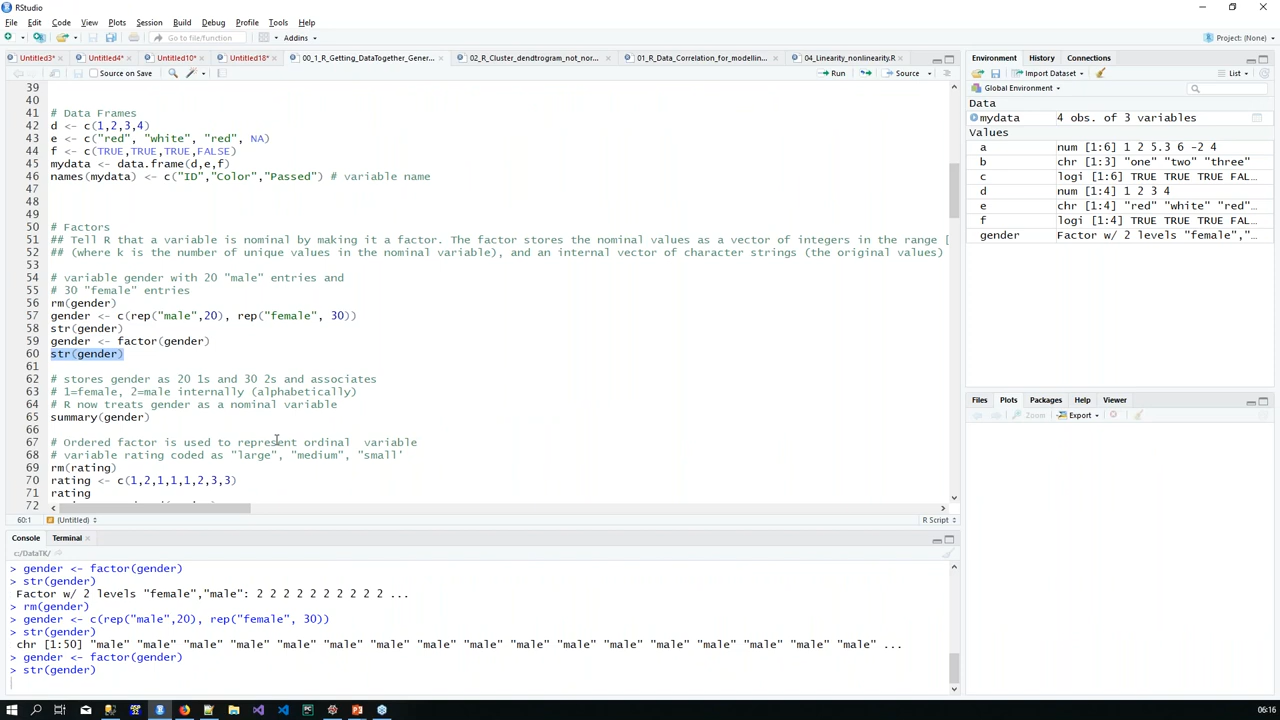 RStudio
File Edit Code View Plots Session Build Debug Profile Tools Help
Go to file/function Addins Project: (None)
Untitled3* Untitled4* Untitled10* Untitled18* 00_1_R_Getting_DataTogether_Gener... 02_R_Cluster_dendtrogram_not_nor... 01_R_Data_Correlation_for_modellin... 04_Linearity_nonlinearity.R
Source on Save Run Source
39
40
41 # Data Frames
42 d <- c(1,2,3,4)
43 e <- c("red", "white", "red", NA)
44 f <- c(TRUE,TRUE,TRUE,FALSE)
45 mydata <- data.frame(d,e,f)
46 names(mydata) <- c("ID","Color","Passed") # variable name
47
48
49
50 # Factors
51 ## Tell R that a variable is nominal by making it a factor. The factor stores the nominal values as a vector of integers in the range [
52 ## (where k is the number of unique values in the nominal variable), and an internal vector of character strings (the original values)
53
54 # variable gender with 20 "male" entries and
55 # 30 "female" entries
56 rm(gender)
57 gender <- c(rep("male",20), rep("female", 30))
58 str(gender)
59 gender <- factor(gender)
60 str(gender)
61
62 # stores gender as 20 1s and 30 2s and associates
63 # 1=female, 2=male internally (alphabetically)
64 # R now treats gender as a nominal variable
65 summary(gender)
66
67 # Ordered factor is used to represent ordinal  variable
68 # variable rating coded as "large", "medium", "small'
69 rm(rating)
70 rating <- c(1,2,1,1,1,2,3,3)
71 rating
72
60:1 (Untitled) R Script
Console Terminal
c:/DataTK/
> gender <- factor(gender)
> str(gender)
Factor w/ 2 levels "female","male": 2 2 2 2 2 2 2 2 2 2 ...
> rm(gender)
> gender <- c(rep("male",20), rep("female", 30))
> str(gender)
chr [1:50] "male" "male" "male" "male" "male" "male" "male" "male" "male" "male" "male" "male" "male" "male" "male" "male" "male" ...
> gender <- factor(gender)
> str(gender)
Environment History Connections
Import Dataset List
Global Environment
Data
mydata 4 obs. of 3 variables
Values
a num [1:6] 1 2 5.3 6 -2 4
b chr [1:3] "one" "two" "three"
c logi [1:6] TRUE TRUE TRUE FAL...
d num [1:4] 1 2 3 4
e chr [1:4] "red" "white" "red"...
f logi [1:4] TRUE TRUE TRUE FAL...
gender Factor w/ 2 levels "female","...
Files Plots Packages Help Viewer
Zoom Export
06:16